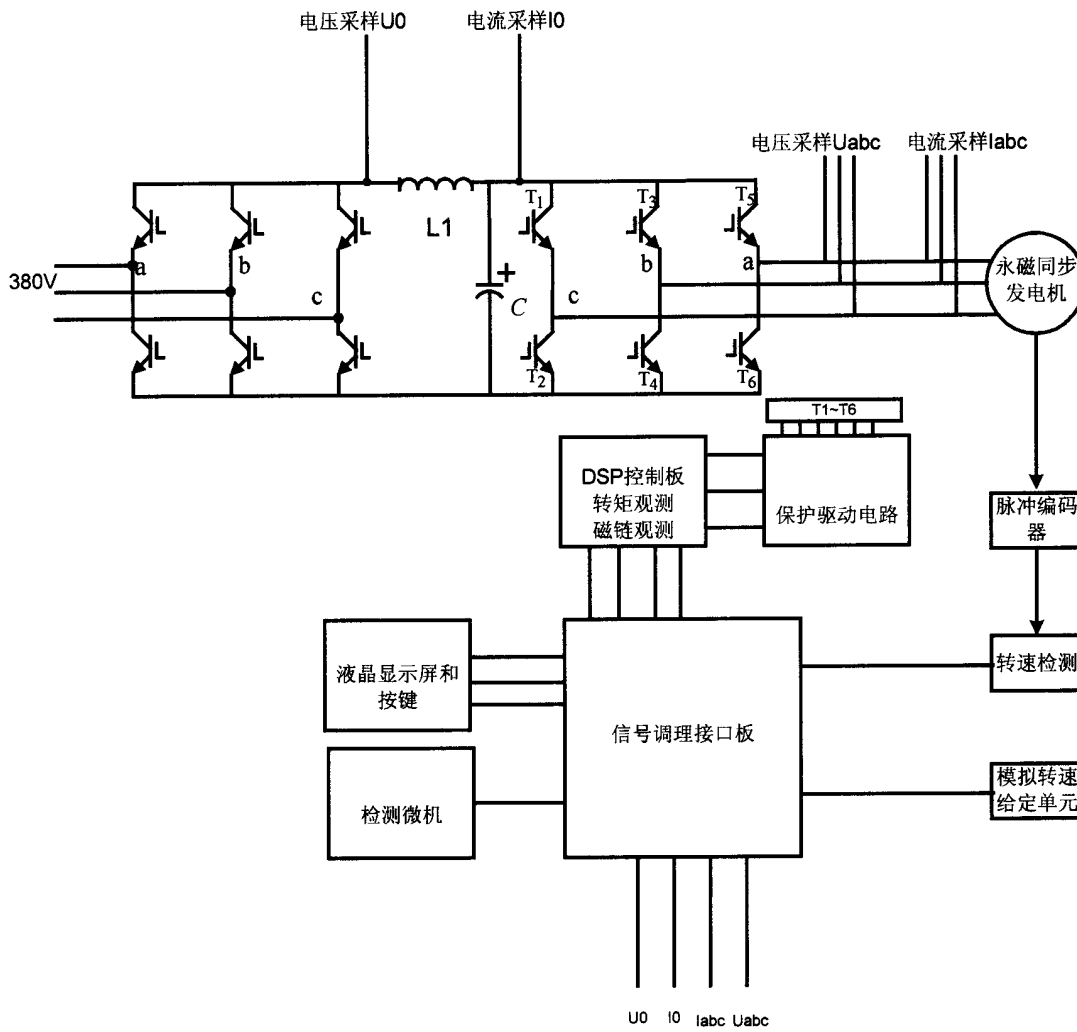 电压采样U0
电流采样I0
电压采样Uabc
电流采样Iabc
T1
T3
T5
L1
380V
a
b
c
C
+
c
b
a
T2
T4
T6
永磁同步
发电机
T1~T6
DSP控制板
转矩观测
磁链观测
保护驱动电路
脉冲编码
器
液晶显示屏和
按键
信号调理接口板
转速检测
检测微机
模拟转速
给定单元
U0
I0
Iabc
Uabc